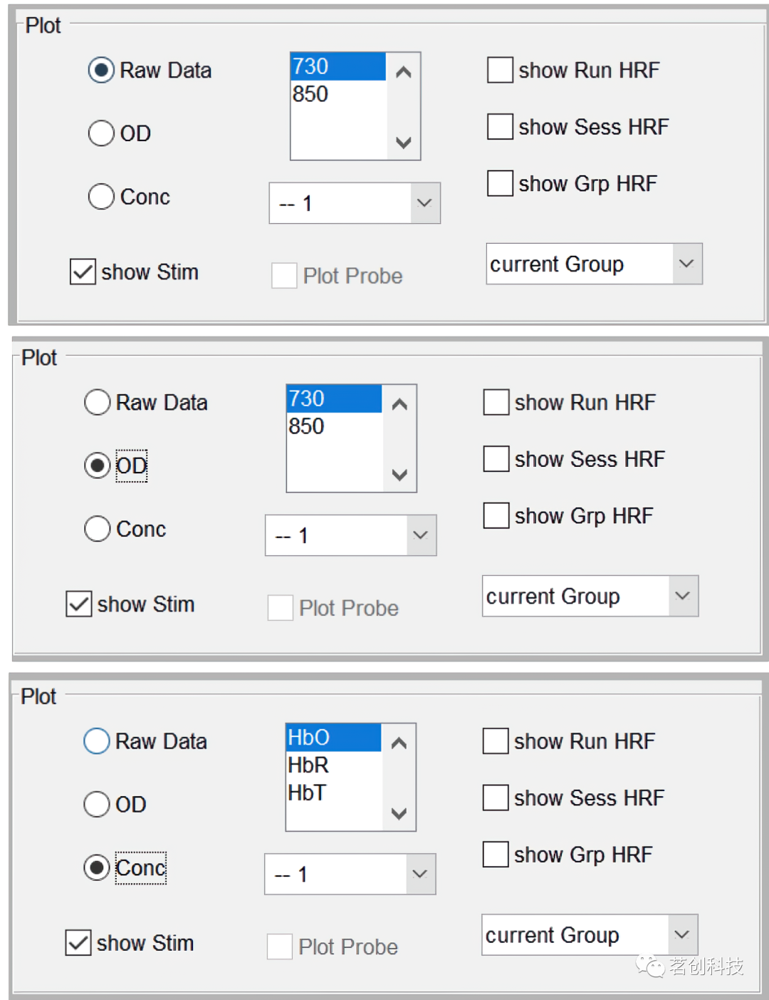 Plot
Raw Data
730
850
show Run HRF
OD
show Sess HRF
Conc
-- 1
show Grp HRF
show Stim
Plot Probe
current Group
Plot
Raw Data
730
850
show Run HRF
OD
show Sess HRF
Conc
-- 1
show Grp HRF
show Stim
Plot Probe
current Group
Plot
Raw Data
HbO
HbR
HbT
show Run HRF
OD
show Sess HRF
Conc
-- 1
show Grp HRF
show Stim
Plot Probe
current Group
茗创科技